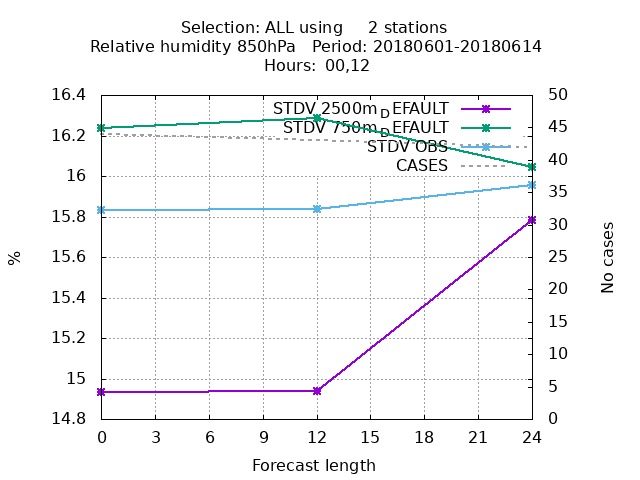 Selection: ALL using     2 stations
Relative humidity 850hPa   Period: 20180601-20180614
Hours: 00,12
STDV 2500m_DEFAULT
STDV 750m_DEFAULT
STDV OBS
CASES
16.4
16.2
16
15.8
15.6
15.4
15.2
15
14.8
%
50
45
40
35
30
25
20
15
10
5
0
No cases
0 3 6 9 12 15 18 21 24
Forecast length